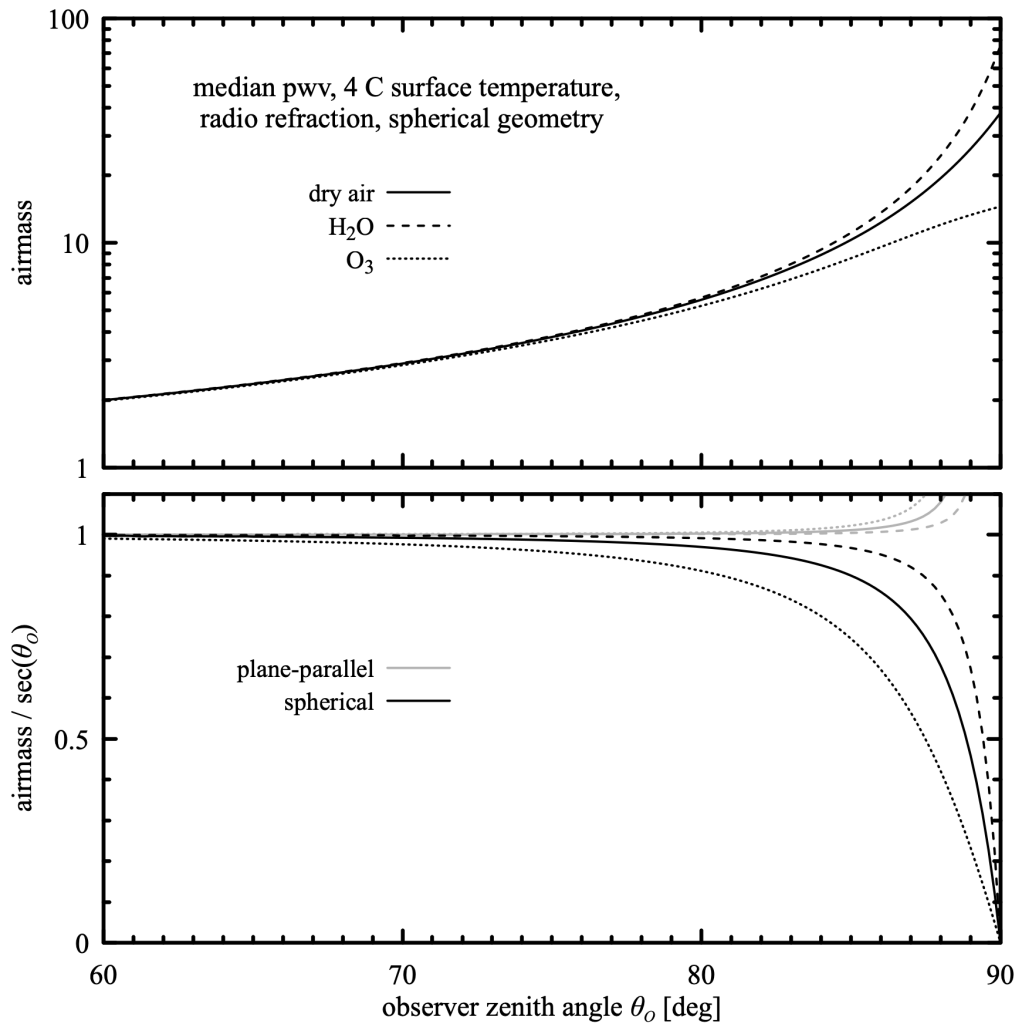 100
median pwv, 4 C surface temperature,
radio refraction, spherical geometry
dry air
H₂O
O₃
10
airmass
1
1
plane-parallel
spherical
0.5
airmass / sec(θₒ)
0
60 70 80 90
observer zenith angle θₒ [deg]